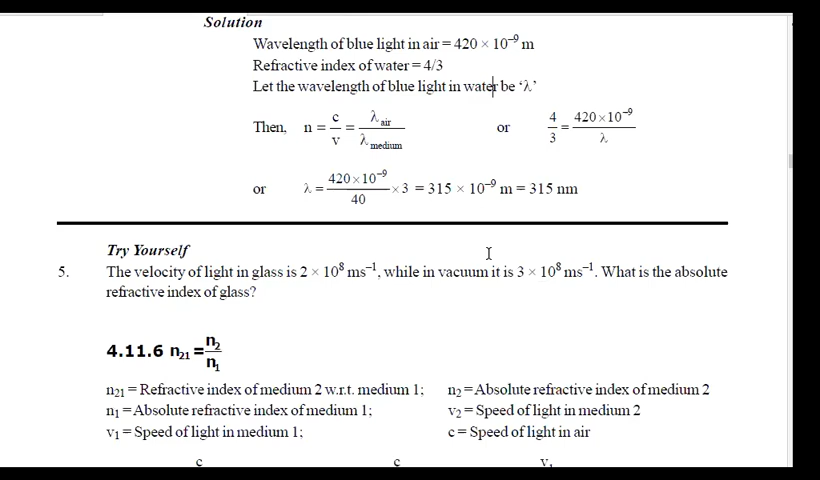 Solution
Wavelength of blue light in air = 420 × 10⁻⁹ m
Refractive index of water = 4/3
Let the wavelength of blue light in water be ‘λ’
Then, n = c/v = λ air/λ medium or 4/3 = 420×10⁻⁹/λ
or λ = 420×10⁻⁹/40 ×3 = 315 × 10⁻⁹ m = 315 nm
Try Yourself
5. The velocity of light in glass is 2 × 10⁸ ms⁻¹, while in vacuum it is 3 × 10⁸ ms⁻¹. What is the absolute
refractive index of glass?
4.11.6 n₂₁ = n₂/n₁
n₂₁ = Refractive index of medium 2 w.r.t. medium 1; n₂ = Absolute refractive index of medium 2
n₁ = Absolute refractive index of medium 1; v₂ = Speed of light in medium 2
v₁ = Speed of light in medium 1; c = Speed of light in air
c c v₁